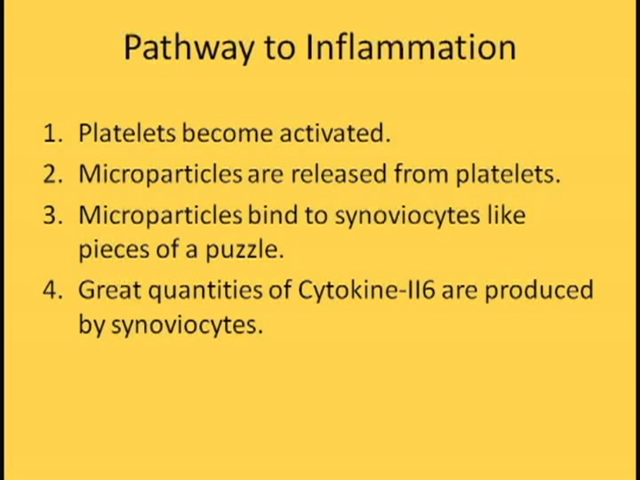 Pathway to Inflammation
1. Platelets become activated.
2. Microparticles are released from platelets.
3. Microparticles bind to synoviocytes like
pieces of a puzzle.
4. Great quantities of Cytokine-Il6 are produced
by synoviocytes.